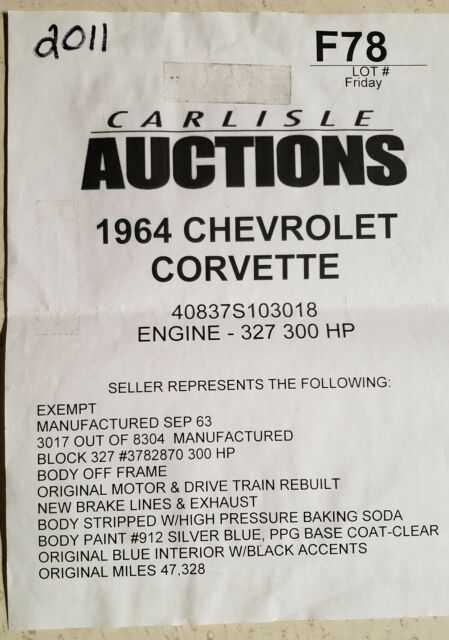 2011
F78
LOT #
Friday
CARLISLE
AUCTIONS
1964 CHEVROLET
CORVETTE
40837S103018
ENGINE - 327 300 HP
SELLER REPRESENTS THE FOLLOWING:
EXEMPT
MANUFACTURED SEP 63
3017 OUT OF 8304 MANUFACTURED
BLOCK 327 #3782870 300 HP
BODY OFF FRAME
ORIGINAL MOTOR & DRIVE TRAIN REBUILT
NEW BRAKE LINES & EXHAUST
BODY STRIPPED W/HIGH PRESSURE BAKING SODA
BODY PAINT #912 SILVER BLUE, PPG BASE COAT-CLEAR
ORIGINAL BLUE INTERIOR W/BLACK ACCENTS
ORIGINAL MILES 47,328